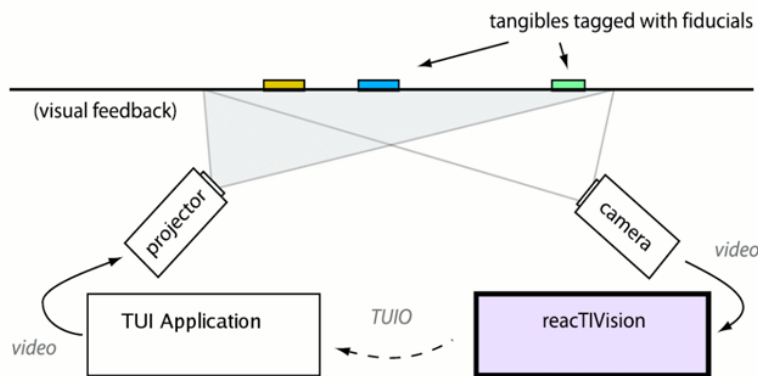 tangibles tagged with fiducials
(visual feedback)
projector
camera
video
TUI Application
TUIO
reacTIVision
video